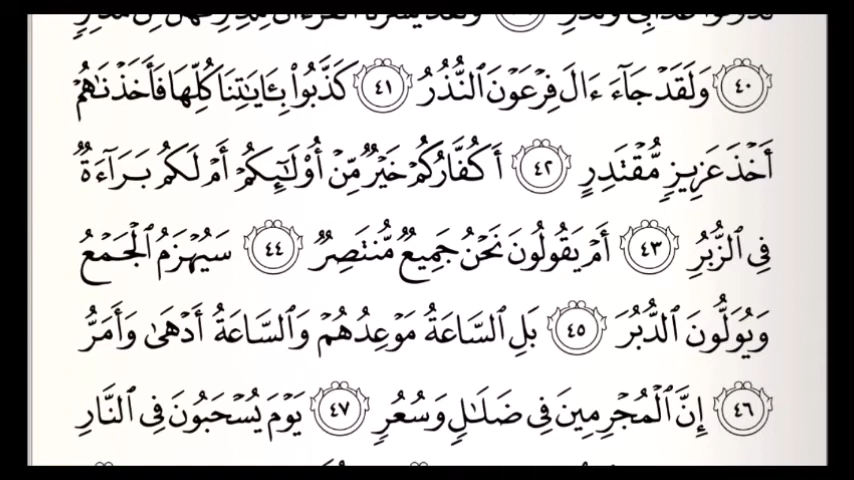 ٤٠ وَلَقَدْ جَآءَ ءَالَ فِرْعَوْنَ ٱلنُّذُرُ ٤١ كَذَّبُوا۟ بِـَٔايَـٰتِنَا كُلِّهَا فَأَخَذْنَـٰهُمْ
أَخْذَ عَزِيزٍ مُّقْتَدِرٍ ٤٢ أَكُفَّارُكُمْ خَيْرٌ مِّنْ أُو۟لَـٰٓئِكُمْ أَمْ لَكُم بَرَآءَةٌ
فِى ٱلزُّبُرِ ٤٣ أَمْ يَقُولُونَ نَحْنُ جَمِيعٌ مُّنتَصِرٌ ٤٤ سَيُهْزَمُ ٱلْجَمْعُ
وَيُوَلُّونَ ٱلدُّبُرَ ٤٥ بَلِ ٱلسَّاعَةُ مَوْعِدُهُمْ وَٱلسَّاعَةُ أَدْهَىٰ وَأَمَرُّ
٤٦ إِنَّ ٱلْمُجْرِمِينَ فِى ضَلَـٰلٍ وَسُعُرٍ ٤٧ يَوْمَ يُسْحَبُونَ فِى ٱلنَّارِ